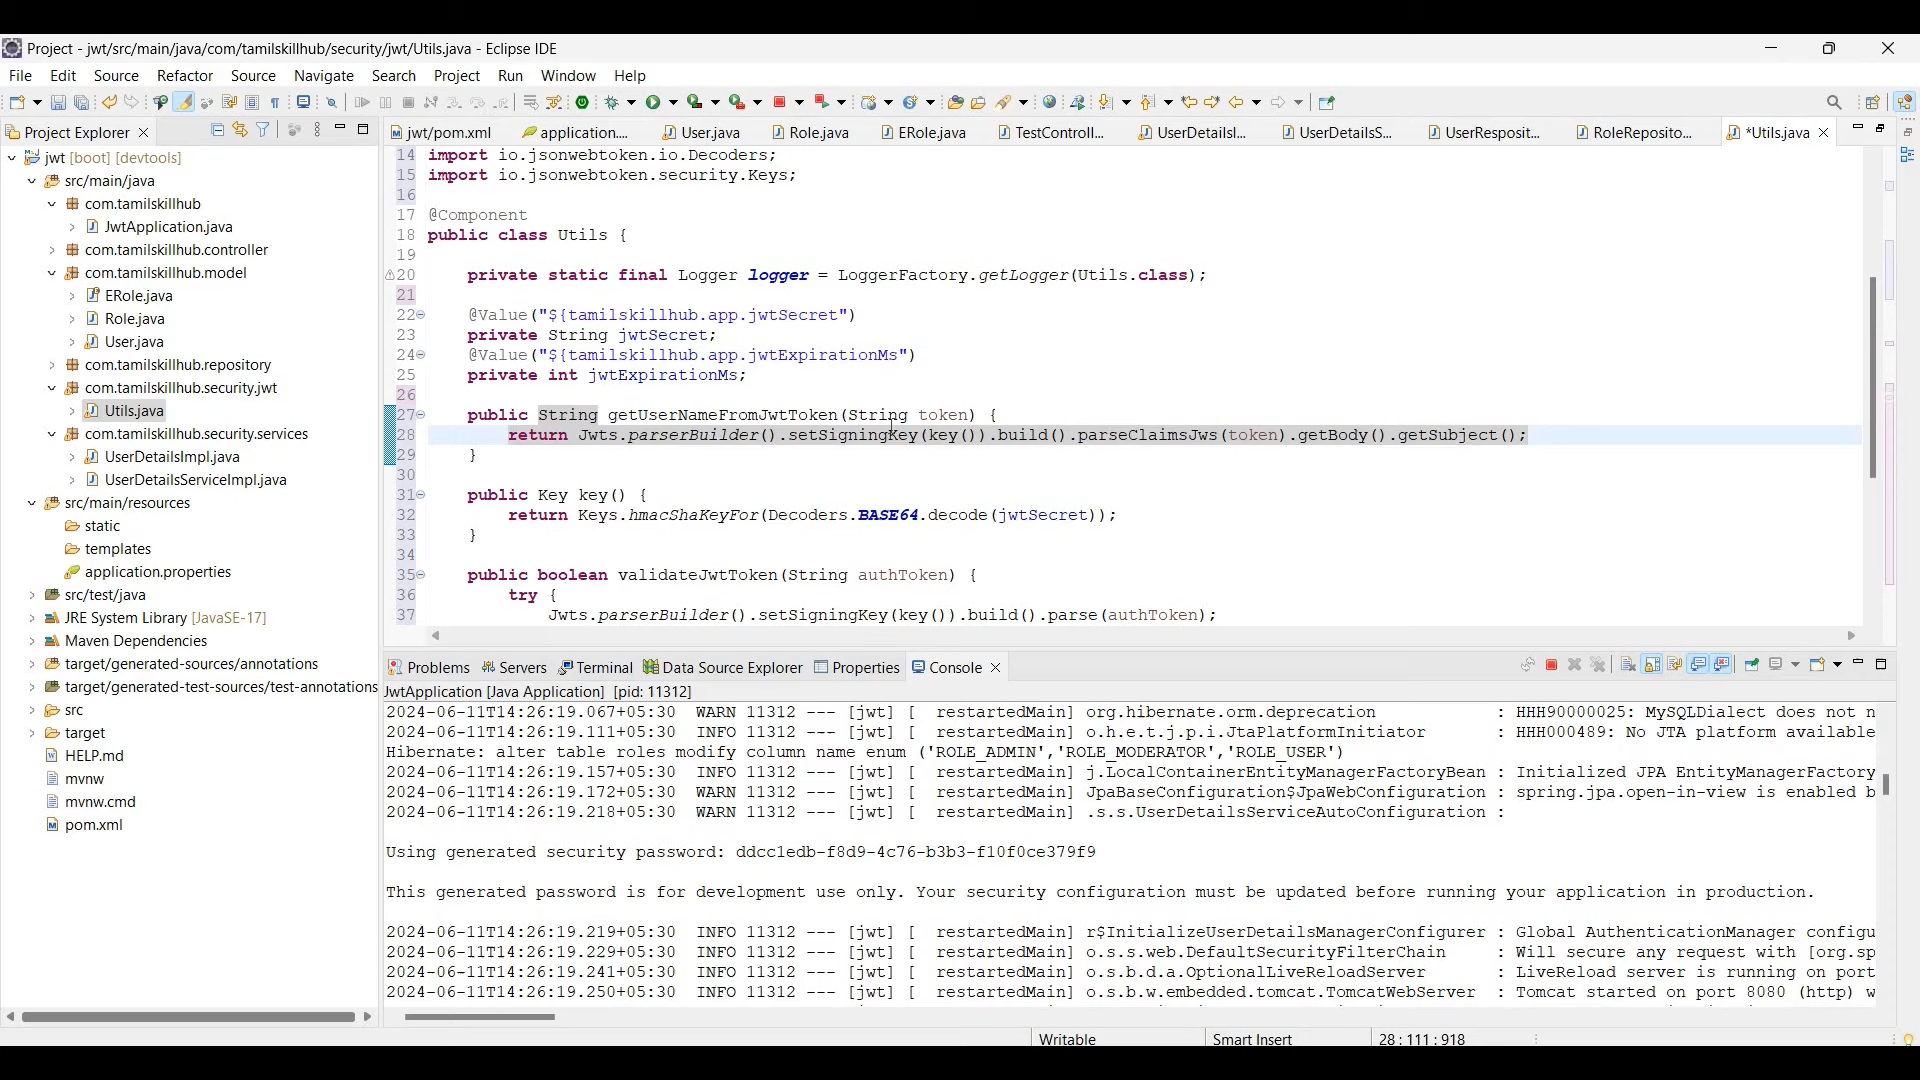 Project - jwt/src/main/java/com/tamilskillhub/security/jwt/Utils.java - Eclipse IDE
File Edit Source Refactor Source Navigate Search Project Run Window Help
Project Explorer
jwt [boot] [devtools]
src/main/java
com.tamilskillhub
JwtApplication.java
com.tamilskillhub.controller
com.tamilskillhub.model
ERole.java
Role.java
User.java
com.tamilskillhub.repository
com.tamilskillhub.security.jwt
Utils.java
com.tamilskillhub.security.services
UserDetailsImpl.java
UserDetailsServiceImpl.java
src/main/resources
static
templates
application.properties
src/test/java
JRE System Library [JavaSE-17]
Maven Dependencies
target/generated-sources/annotations
target/generated-test-sources/test-annotations
src
target
HELP.md
mvnw
mvnw.cmd
pom.xml
jwt/pom.xml application.... User.java Role.java ERole.java TestControll... UserDetailsI... UserDetailsS... UserResposit... RoleReposito... *Utils.java
14 import io.jsonwebtoken.io.Decoders;
15 import io.jsonwebtoken.security.Keys;
16
17 @Component
18 public class Utils {
19
20 private static final Logger logger = LoggerFactory.getLogger(Utils.class);
21
22 @Value("${tamilskillhub.app.jwtSecret")
23 private String jwtSecret;
24 @Value("${tamilskillhub.app.jwtExpirationMs")
25 private int jwtExpirationMs;
26
27 public String getUserNameFromJwtToken(String token) {
28 return Jwts.parserBuilder().setSigningKey(key()).build().parseClaimsJws(token).getBody().getSubject();
29 }
30
31 public Key key() {
32 return Keys.hmacShaKeyFor(Decoders.BASE64.decode(jwtSecret));
33 }
34
35 public boolean validateJwtToken(String authToken) {
36 try {
37 Jwts.parserBuilder().setSigningKey(key()).build().parse(authToken);
Problems Servers Terminal Data Source Explorer Properties Console
JwtApplication [Java Application] [pid: 11312]
2024-06-11T14:26:19.067+05:30 WARN 11312 --- [jwt] [ restartedMain] org.hibernate.orm.deprecation : HHH90000025: MySQLDialect does not n
2024-06-11T14:26:19.111+05:30 INFO 11312 --- [jwt] [ restartedMain] o.h.e.t.j.p.i.JtaPlatformInitiator : HHH000489: No JTA platform available
Hibernate: alter table roles modify column name enum ('ROLE_ADMIN','ROLE_MODERATOR','ROLE_USER')
2024-06-11T14:26:19.157+05:30 INFO 11312 --- [jwt] [ restartedMain] j.LocalContainerEntityManagerFactoryBean : Initialized JPA EntityManagerFactory
2024-06-11T14:26:19.172+05:30 WARN 11312 --- [jwt] [ restartedMain] JpaBaseConfiguration$JpaWebConfiguration : spring.jpa.open-in-view is enabled b
2024-06-11T14:26:19.218+05:30 WARN 11312 --- [jwt] [ restartedMain] .s.s.UserDetailsServiceAutoConfiguration :
Using generated security password: ddcc1edb-f8d9-4c76-b3b3-f10f0ce379f9
This generated password is for development use only. Your security configuration must be updated before running your application in production.
2024-06-11T14:26:19.219+05:30 INFO 11312 --- [jwt] [ restartedMain] r$InitializeUserDetailsManagerConfigurer : Global AuthenticationManager configu
2024-06-11T14:26:19.229+05:30 INFO 11312 --- [jwt] [ restartedMain] o.s.s.web.DefaultSecurityFilterChain : Will secure any request with [org.sp
2024-06-11T14:26:19.241+05:30 INFO 11312 --- [jwt] [ restartedMain] o.s.b.d.a.OptionalLiveReloadServer : LiveReload server is running on port
2024-06-11T14:26:19.250+05:30 INFO 11312 --- [jwt] [ restartedMain] o.s.b.w.embedded.tomcat.TomcatWebServer : Tomcat started on port 8080 (http) w
Writable Smart Insert 28 : 111 : 918